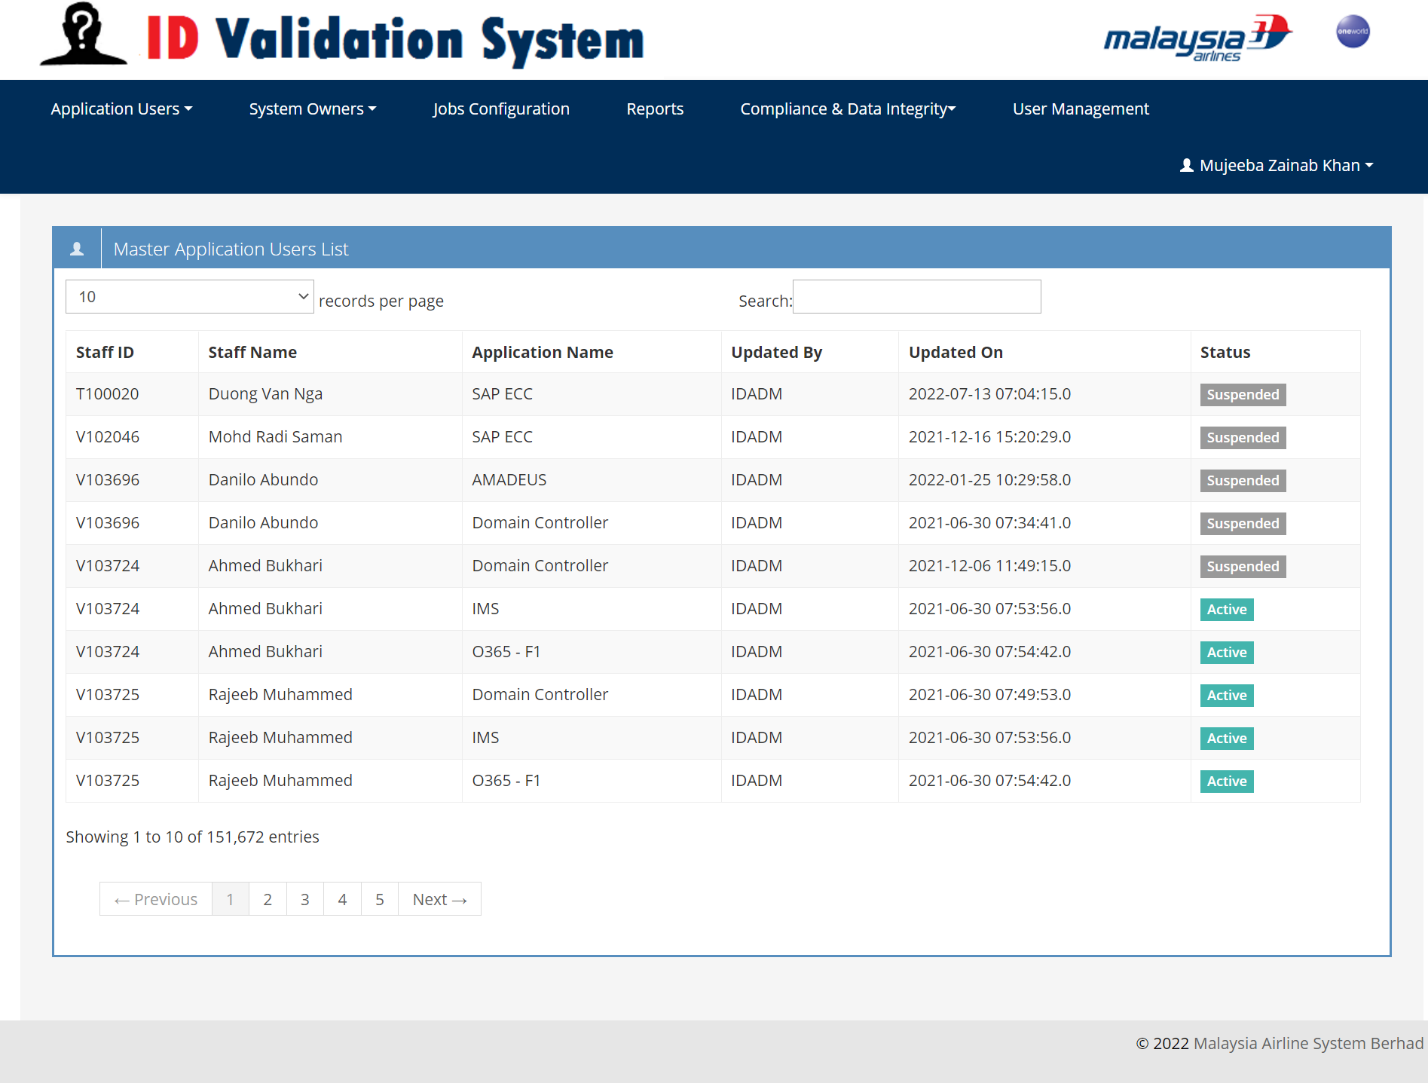 ? ID Validation System
malaysia airlines
oneworld
Application Users System Owners Jobs Configuration Reports Compliance & Data Integrity User Management
Mujeeba Zainab Khan
Master Application Users List
10 records per page Search:
Staff ID Staff Name Application Name Updated By Updated On Status
T100020 Duong Van Nga SAP ECC IDADM 2022-07-13 07:04:15.0 Suspended
V102046 Mohd Radi Saman SAP ECC IDADM 2021-12-16 15:20:29.0 Suspended
V103696 Danilo Abundo AMADEUS IDADM 2022-01-25 10:29:58.0 Suspended
V103696 Danilo Abundo Domain Controller IDADM 2021-06-30 07:34:41.0 Suspended
V103724 Ahmed Bukhari Domain Controller IDADM 2021-12-06 11:49:15.0 Suspended
V103724 Ahmed Bukhari IMS IDADM 2021-06-30 07:53:56.0 Active
V103724 Ahmed Bukhari O365 - F1 IDADM 2021-06-30 07:54:42.0 Active
V103725 Rajeeb Muhammed Domain Controller IDADM 2021-06-30 07:49:53.0 Active
V103725 Rajeeb Muhammed IMS IDADM 2021-06-30 07:53:56.0 Active
V103725 Rajeeb Muhammed O365 - F1 IDADM 2021-06-30 07:54:42.0 Active
Showing 1 to 10 of 151,672 entries
← Previous 1 2 3 4 5 Next →
© 2022 Malaysia Airline System Berhad